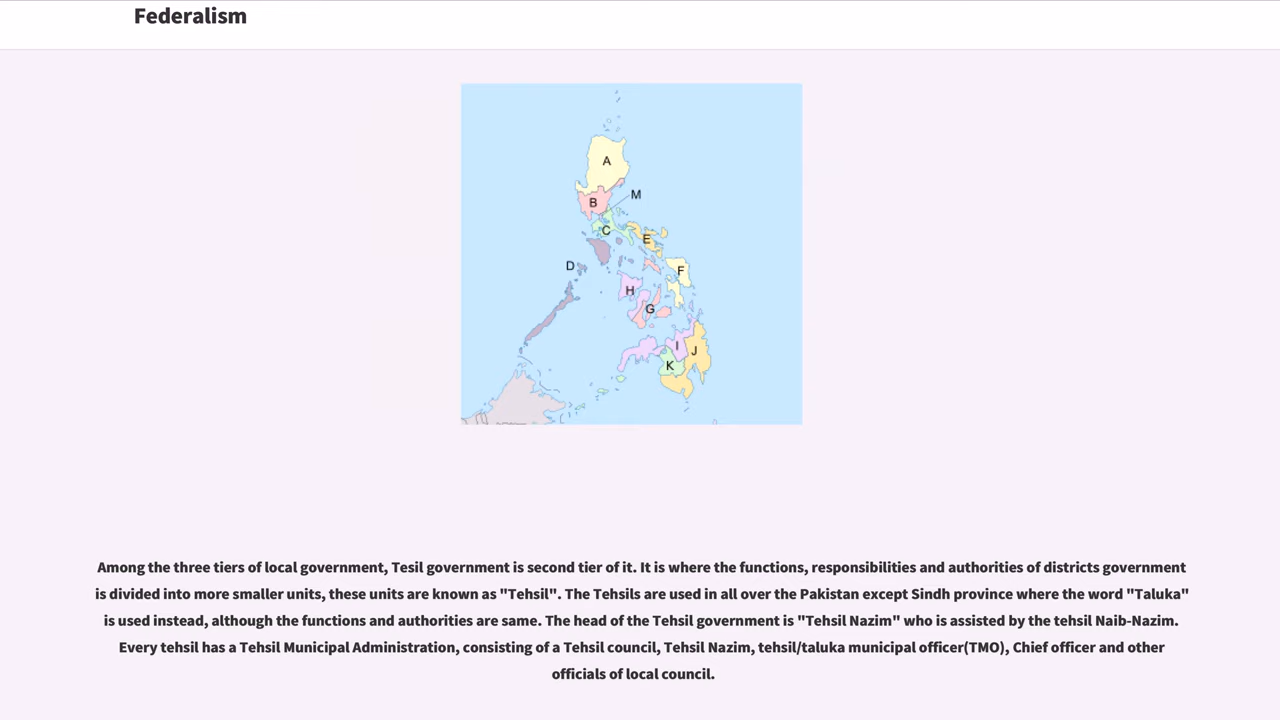 Federalism
A
M
B
C
E
D
F
H
G
I
J
K
Among the three tiers of local government, Tesil government is second tier of it. It is where the functions, responsibilities and authorities of districts government
is divided into more smaller units, these units are known as "Tehsil". The Tehsils are used in all over the Pakistan except Sindh province where the word "Taluka"
is used instead, although the functions and authorities are same. The head of the Tehsil government is "Tehsil Nazim" who is assisted by the tehsil Naib-Nazim.
Every tehsil has a Tehsil Municipal Administration, consisting of a Tehsil council, Tehsil Nazim, tehsil/taluka municipal officer(TMO), Chief officer and other
officials of local council.